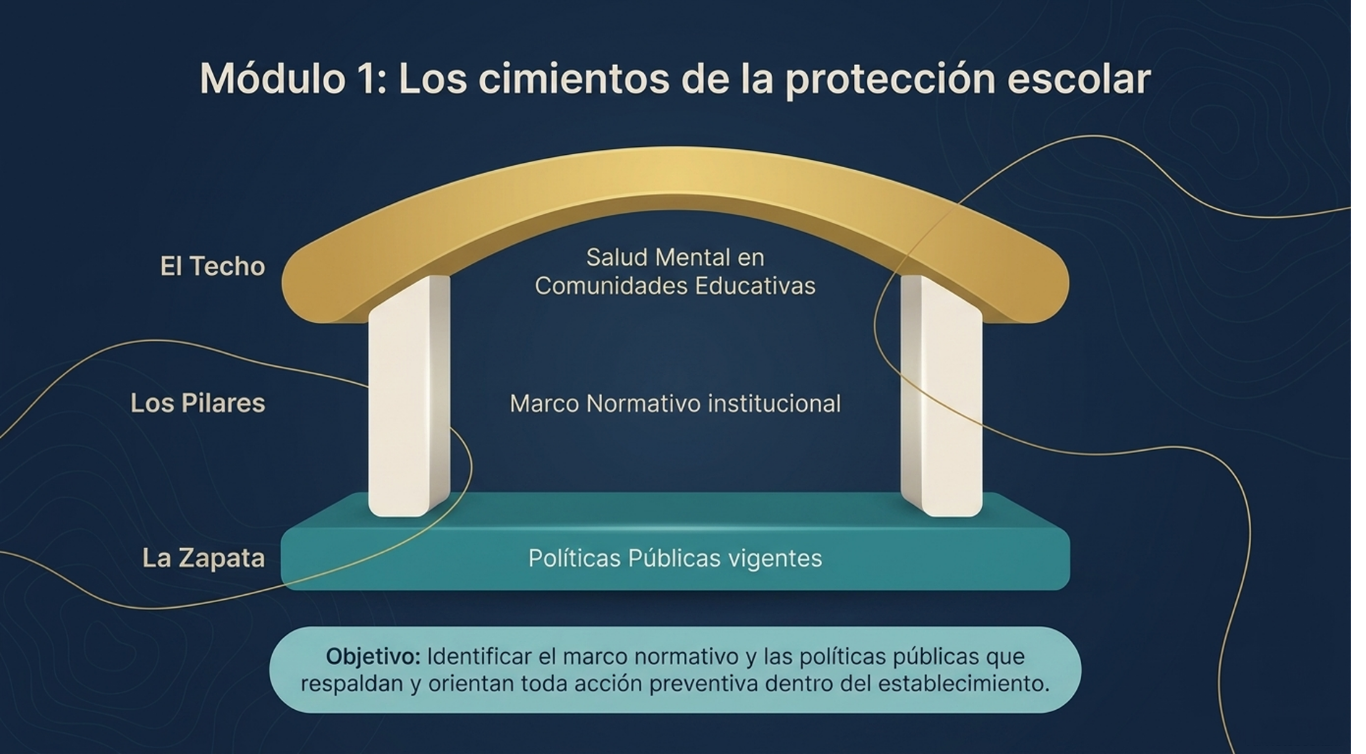 Módulo 1: Los cimientos de la protección escolar
El Techo
Salud Mental en
Comunidades Educativas
Los Pilares
Marco Normativo institucional
La Zapata
Políticas Públicas vigentes
Objetivo: Identificar el marco normativo y las políticas públicas que
respaldan y orientan toda acción preventiva dentro del establecimiento.